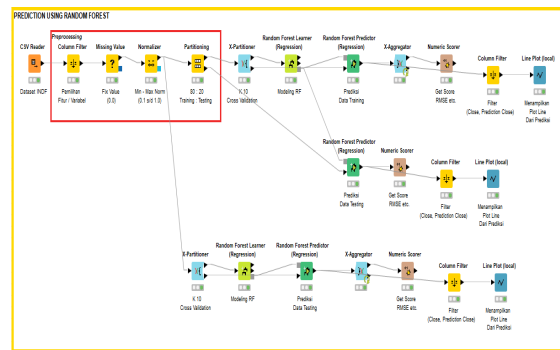 PREDICTION USING RANDOM FOREST
Preprocessing
CSV Reader
Column Filter
Missing Value
Normalizer
Partitioning
X-Partitioner
Random Forest Learner
(Regression)
Random Forest Predictor
(Regression)
X-Aggregator
Numeric Scorer
Column Filter
Line Plot (local)
Dataset INDF
Pemilihan
Fitur / Variabel
Fix Value
(0,0)
Min - Max Norm
(0.1 s/d 1.0)
80 : 20
Training : Testing
K 10
Cross Validation
Modeling RF
Prediksi
Data Training
Get Score
RMSE etc.
Filter
(Close, Prediction Close)
Menampilkan
Plot Line
Dari Prediksi
Random Forest Predictor
(Regression)
Numeric Scorer
Column Filter
Line Plot (local)
Prediksi
Data Testing
Get Score
RMSE etc.
Filter
(Close, Prediction Close)
Menampilkan
Plot Line
Dari Prediksi
X-Partitioner
Random Forest Learner
(Regression)
Random Forest Predictor
(Regression)
X-Aggregator
Numeric Scorer
Column Filter
Line Plot (local)
K 10
Cross Validation
Modeling RF
Prediksi
Data Testing
Get Score
RMSE etc.
Filter
(Close, Prediction Close)
Menampilkan
Plot Line
Dari Prediksi